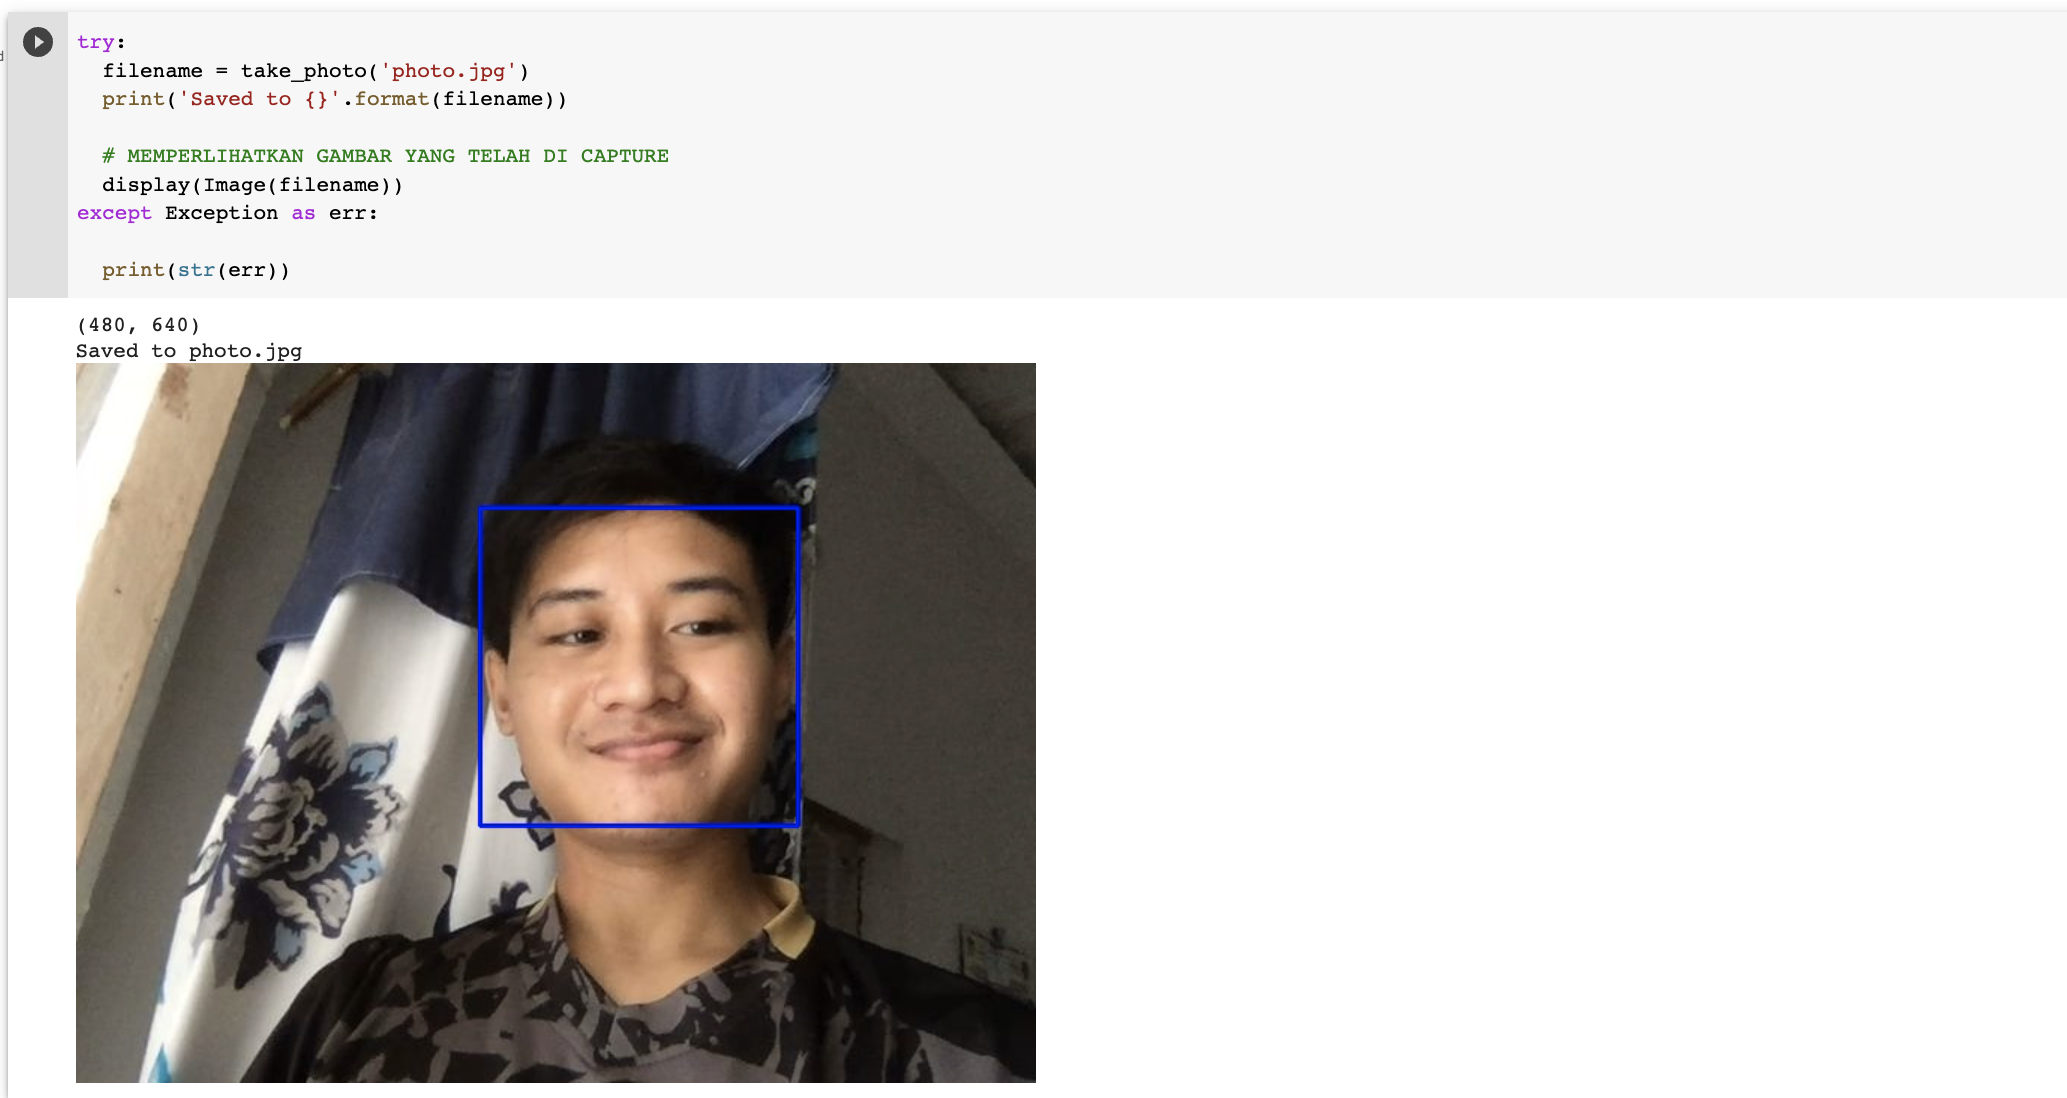 try:
  filename = take_photo('photo.jpg')
  print('Saved to {}'.format(filename))
  # MEMPERLIHATKAN GAMBAR YANG TELAH DI CAPTURE
  display(Image(filename))
except Exception as err:
  print(str(err))
(480, 640)
Saved to photo.jpg